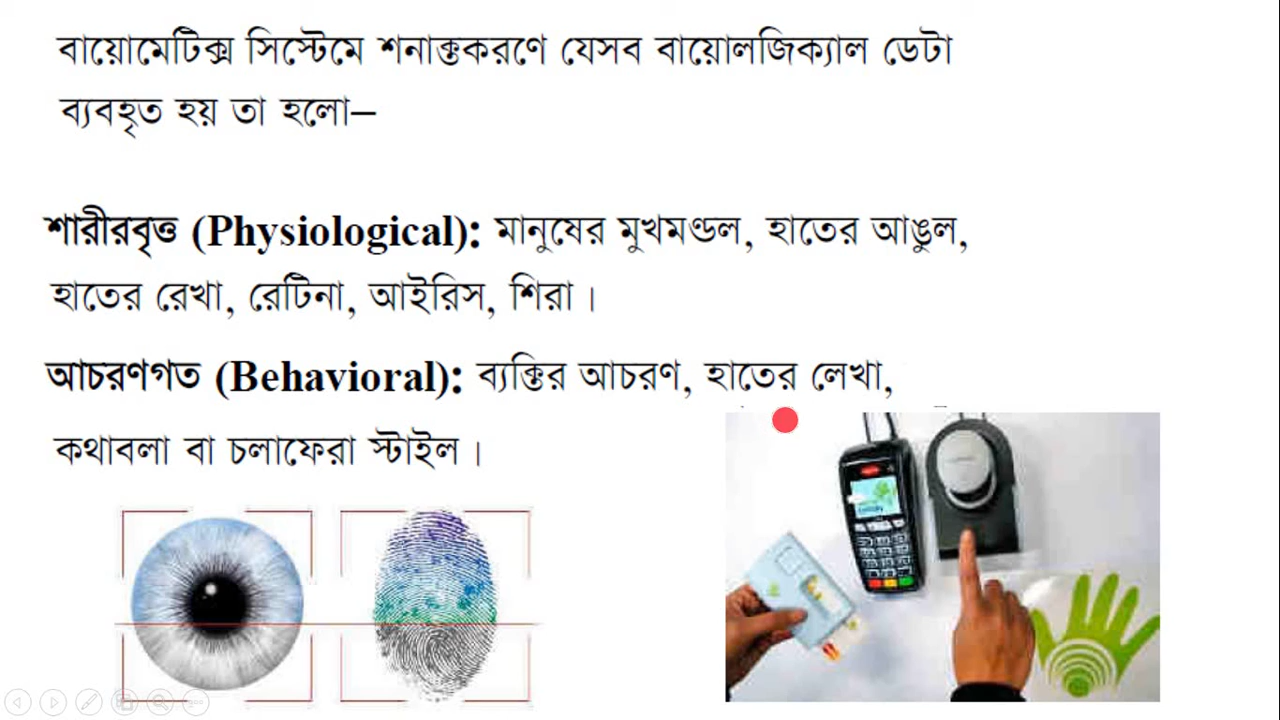 বায়োমেটিক্স সিস্টেমে শনাক্তকরণে যেসব বায়োলজিক্যাল ডেটা
ব্যবহৃত হয় তা হলো–
শারীরবৃত্ত (Physiological): মানুষের মুখমণ্ডল, হাতের আঙুল,
হাতের রেখা, রেটিনা, আইরিস, শিরা।
আচরণগত (Behavioral): ব্যক্তির আচরণ, হাতের লেখা,
কথাবলা বা চলাফেরা স্টাইল।